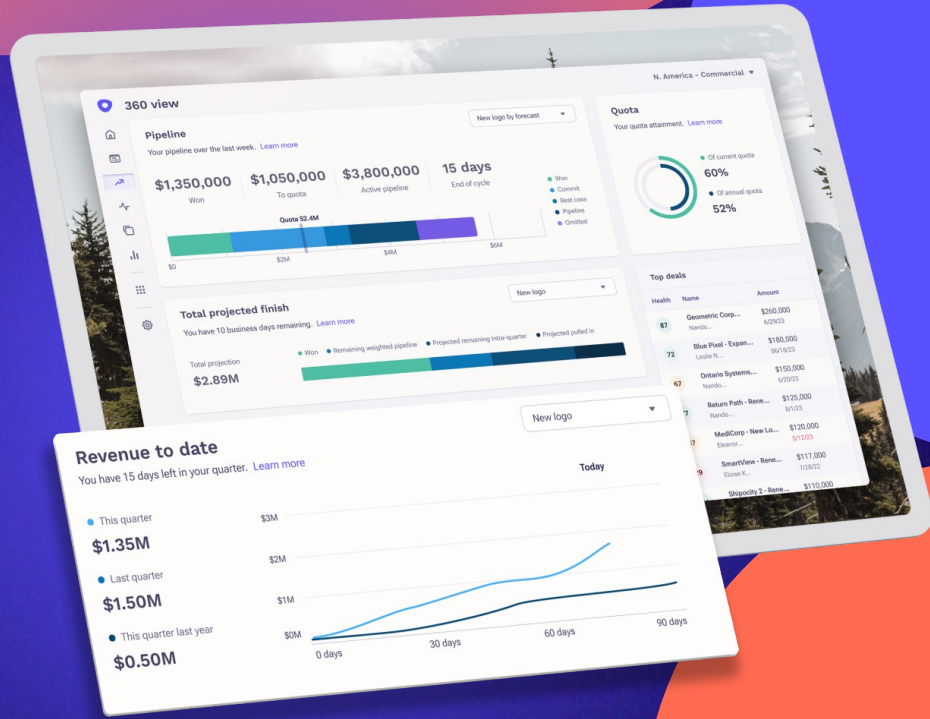 360 view
N. America - Commercial
Pipeline
New logo by forecast
Your pipeline over the last week. Learn more
$1,350,000
Won
$1,050,000
To quota
$3,800,000
Active pipeline
15 days
End of cycle
Won
Commit
Best case
Pipeline
Omitted
Quota $2.4M
$0
$2M
$4M
$6M
Quota
Your quota attainment. Learn more
Of current quota
60%
Of annual quota
52%
Total projected finish
New logo
You have 10 business days remaining. Learn more
Won
Remaining weighted pipeline
Projected remaining intra-quarter
Projected pulled in
Total projection
$2.89M
Top deals
Health Name Amount
87 Geometric Corp... $260,000
Nando... 6/29/23
72 Blue Pixel - Expan... $180,000
Leslie N... 06/18/23
67 Ontario Systems... $150,000
Nando... 6/20/23
7 Return Path - Rene... $125,000
Nando... 8/1/23
7 MediCorp - New Lo... $120,000
Eleanor... 5/12/23
9 SmartView - Rene... $117,000
Eloise K... 7/28/22
Shipocity 2 - Rene... $110,000
Revenue to date
New logo
You have 15 days left in your quarter. Learn more
Today
This quarter
$1.35M
Last quarter
$1.50M
This quarter last year
$0.50M
$3M
$2M
$1M
$0M
0 days
30 days
60 days
90 days